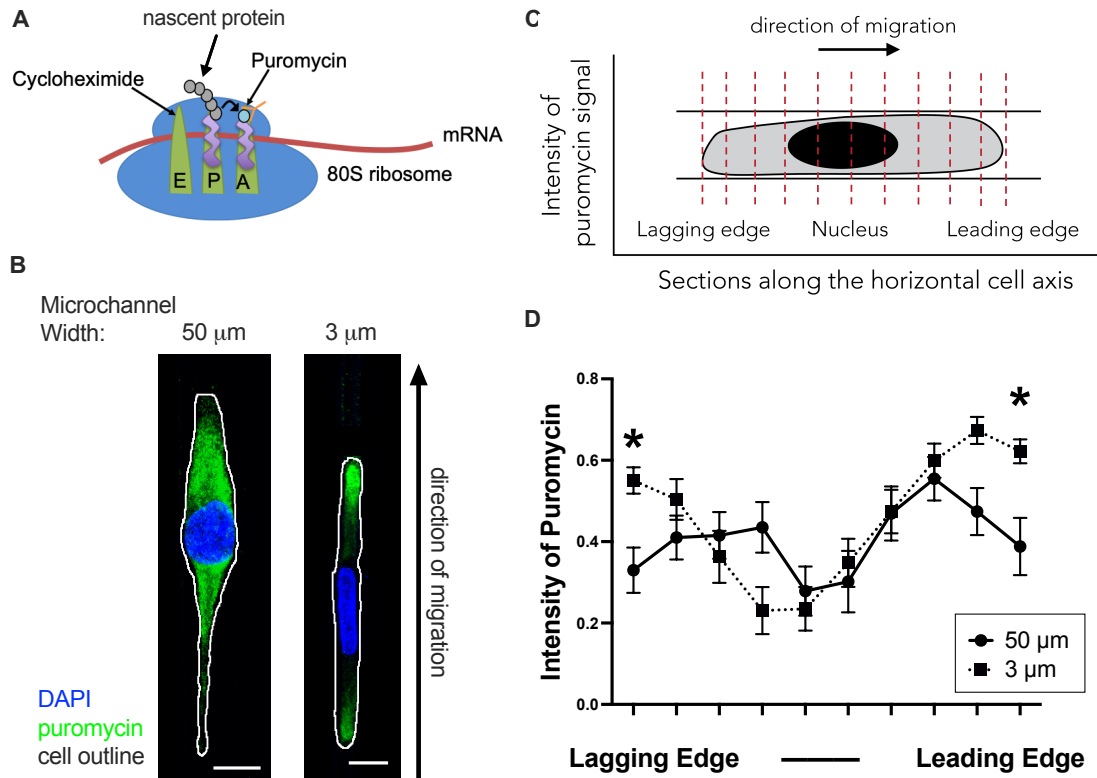 A
nascent protein
Cycloheximide
Puromycin
mRNA
80S ribosome
E P A
B
Microchannel
Width: 50 μm 3 μm
direction of migration
DAPI
puromycin
cell outline
C
direction of migration
Intensity of
puromycin signal
Lagging edge Nucleus Leading edge
Sections along the horizontal cell axis
D
Intensity of Puromycin
0.8
0.6
0.4
0.2
0.0
*
*
50 μm
3 μm
Lagging Edge Leading Edge